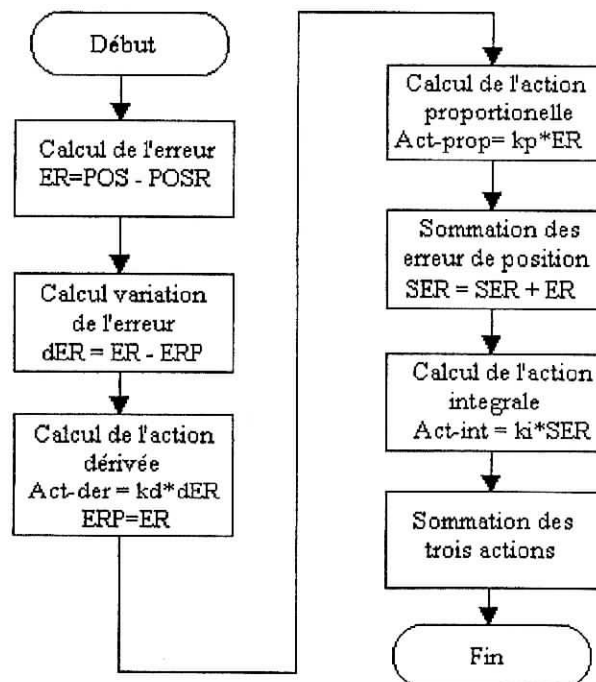 Début
Calcul de l'erreur
ER=POS - POSR
Calcul variation
de l'erreur
dER = ER - ERP
Calcul de l'action
dérivée
Act-der = kd*dER
ERP=ER
Calcul de l'action
proportionelle
Act-prop= kp*ER
Sommation des
erreur de position
SER = SER + ER
Calcul de l'action
integrale
Act-int = ki*SER
Sommation des
trois actions
Fin